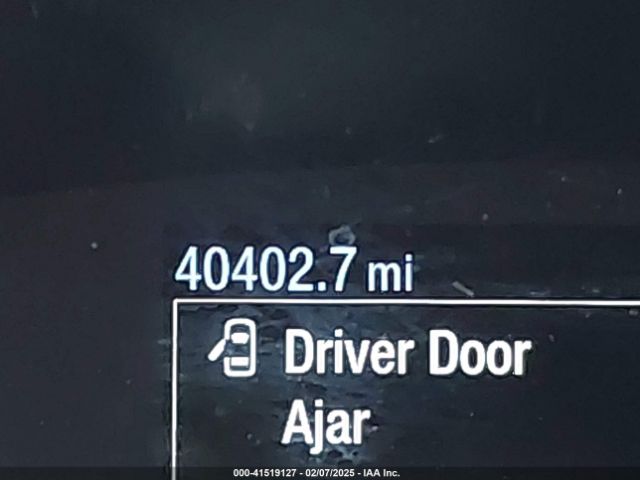 40402.7 mi
Driver Door
Ajar
000-41519127 - 02/07/2025 - IAA Inc.